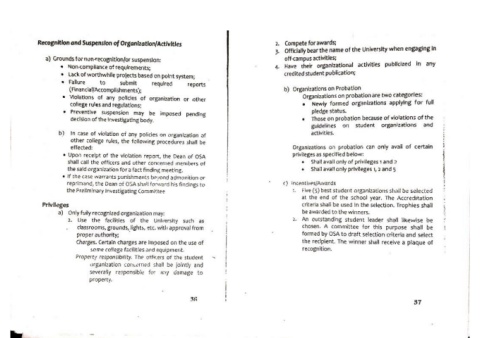 Recognition and Suspension of Organization/Activities
a) Grounds for nun recognition/or suspension:
• Non-compliance of requirements;
• Lack of worthwhile projects based on point system;
• Failure to submit required reports
(Financial/Accomplishments);
• Violations of any policies of organization or other
college rules and regulations;
• Preventive suspension may be imposed pending
decision of the investigating body.
b) In case of violation of any policies on organization of
other college rules, the following procedures shall be
effected:
• Upon receipt of the violation report, the Dean of OSA
shall call the officers and other concerned members of
the said organization for a fact finding meeting.
• If the case warrants punishments beyond admonition or
reprimand, the Dean of OSA shall forward his findings to
the Preliminary Investigating Committee
Privileges
a) Only fully recognized organization may:
1. Use the facilities of the University such as
classrooms, grounds, lights, etc. with approval from
proper authority;
Charges. Certain charges are imposed on the use of
some college facilities and equipment.
Property responsibility. The officers of the student
organization concerned shall be jointly and
severally responsible for any damage to
property.
36
2. Compete for awards;
3. Officially bear the name of the University when engaging in
off-campus activities;
4. Have their organizational activities publicized in any
credited student publication;
b) Organizations on Probation
Organizations on probation are two categories:
• Newly formed organizations applying for full
pledge status.
• Those on probation because of violations of the
guidelines on student organizations and
activities.
Organizations on probation can only avail of certain
privileges as specified below:
• Shall avail only of privileges 1 and 2
• Shall avail only privileges 1, 2 and 5
c) Incentives/Awards
1. Five (5) best student organizations shall be selected
at the end of the school year. The Accreditation
criteria shall be used in the selection. Trophies shall
be awarded to the winners.
2. An outstanding student leader shall likewise be
chosen. A committee for this purpose shall be
formed by OSA to draft selection criteria and select
the recipient. The winner shall receive a plaque of
recognition.
37